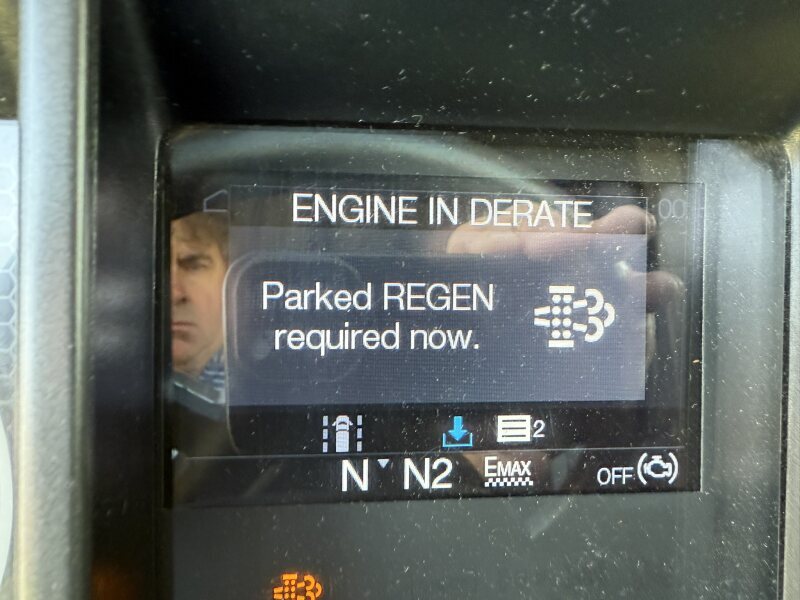 ENGINE IN DERATE
Parked REGEN
required now.
2
N N2 EMAX OFF